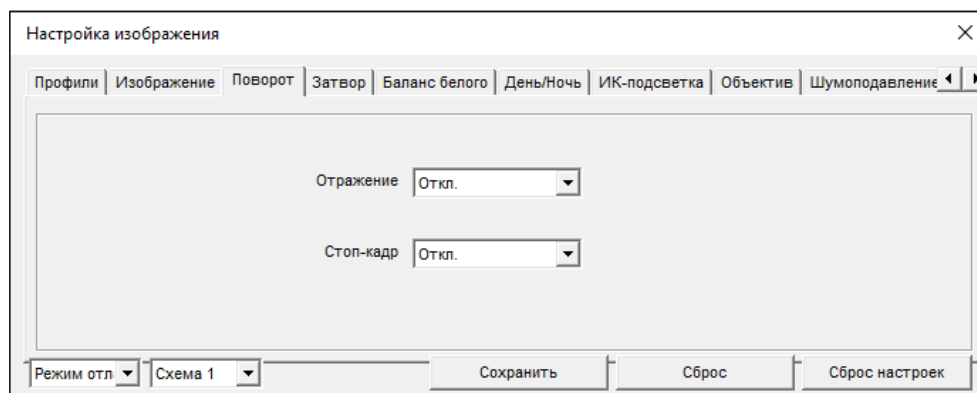 Настройка изображения
Профили Изображение Поворот Затвор Баланс белого День/Ночь ИК-подсветка Объектив Шумоподавление
Отражение Откл.
Стоп-кадр Откл.
Режим отл Схема 1 Сохранить Сброс Сброс настроек